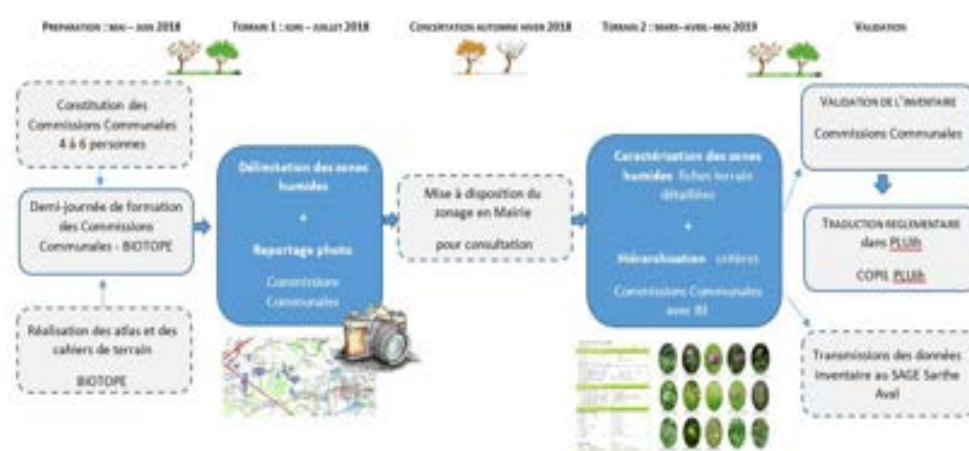 PREPARATION : MAI – JUIN 2018
TERRAIN 1 : JUIN – JUILLET 2018
CONCERTATION AUTOMNE HIVER 2018
TERRAIN 2 : MARS–AVRIL–MAI 2019
VALIDATION
Constitution des
Commissions Communales
4 à 6 personnes
Demi-journée de formation
des Commissions
Communales - BIOTOPE
Réalisation des atlas et des
cahiers de terrain
BIOTOPE
Délimitation des zones
humides
+
Reportage photo
Commissions
Communales
Mise à disposition du
zonage en Mairie
pour consultation
Caractérisation des zones
humides fiches terrain
détaillées
+
Hiérarchisation critères
Commissions Communales
avec BE
VALIDATION DE L'INVENTAIRE
Commissions Communales
TRADUCTION REGLEMENTAIRE
dans PLUih
COPIL PLUih
Transmissions des données
inventaire au SAGE Sarthe
Aval